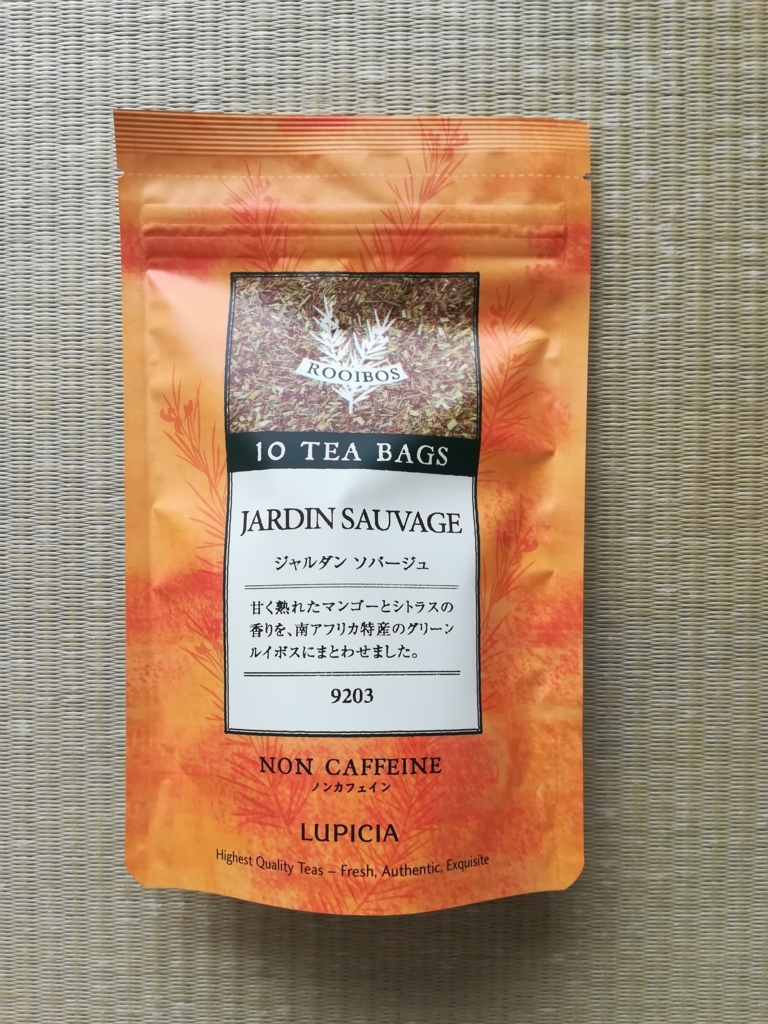 ROOIBOS
10 TEA BAGS
JARDIN SAUVAGE
ジャルダン ソバージュ
甘く熟れたマンゴーとシトラスの
香りを、南アフリカ特産のグリーン
ルイボスにまとわせました。
9203
NON CAFFEINE
ノンカフェイン
LUPICIA
Highest Quality Teas – Fresh, Authentic, Exquisite